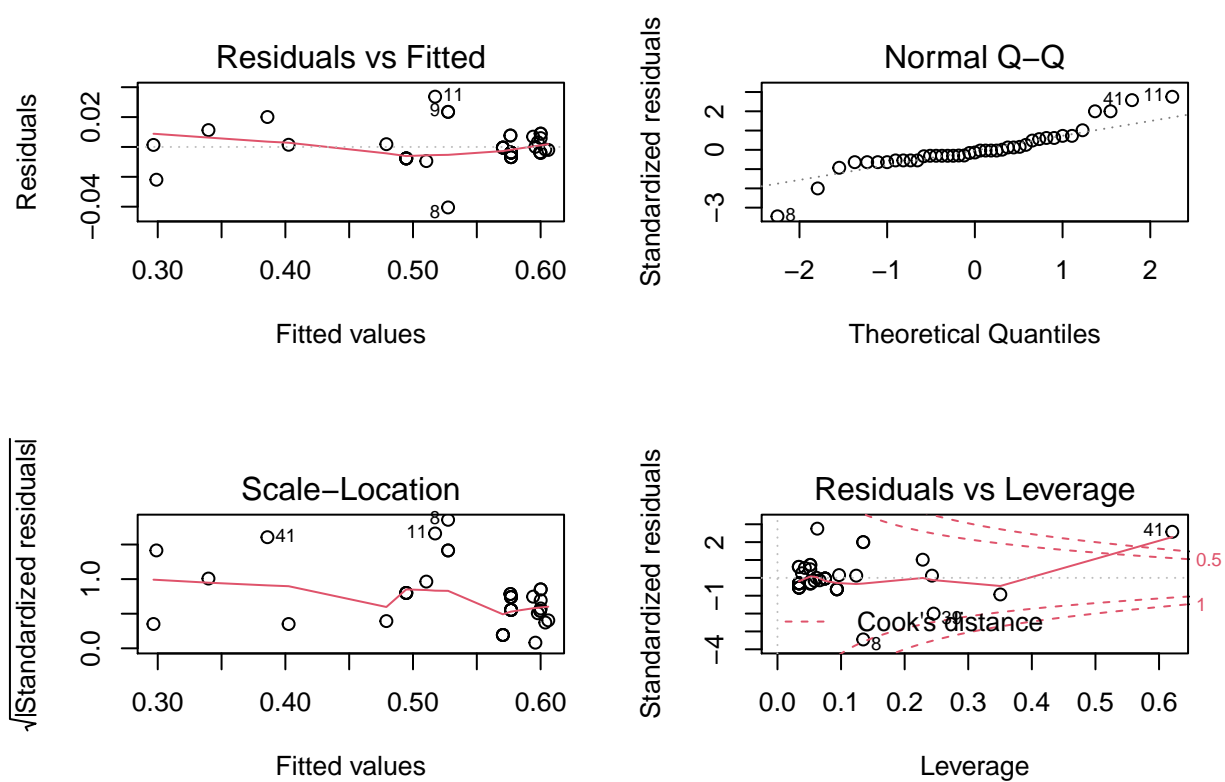 Residuals vs Fitted
Residuals
0.02
−0.04
11
9
8
0.30 0.40 0.50 0.60
Fitted values
Normal Q−Q
Standardized residuals
2
0
−3
41
11
8
−2 −1 0 1 2
Theoretical Quantiles
Scale−Location
√|Standardized residuals|
1.0
0.0
8
11
41
0.30 0.40 0.50 0.60
Fitted values
Residuals vs Leverage
Standardized residuals
2
−1
−4
41
0.5
1
39
Cook's distance
8
0.0 0.1 0.2 0.3 0.4 0.5 0.6
Leverage